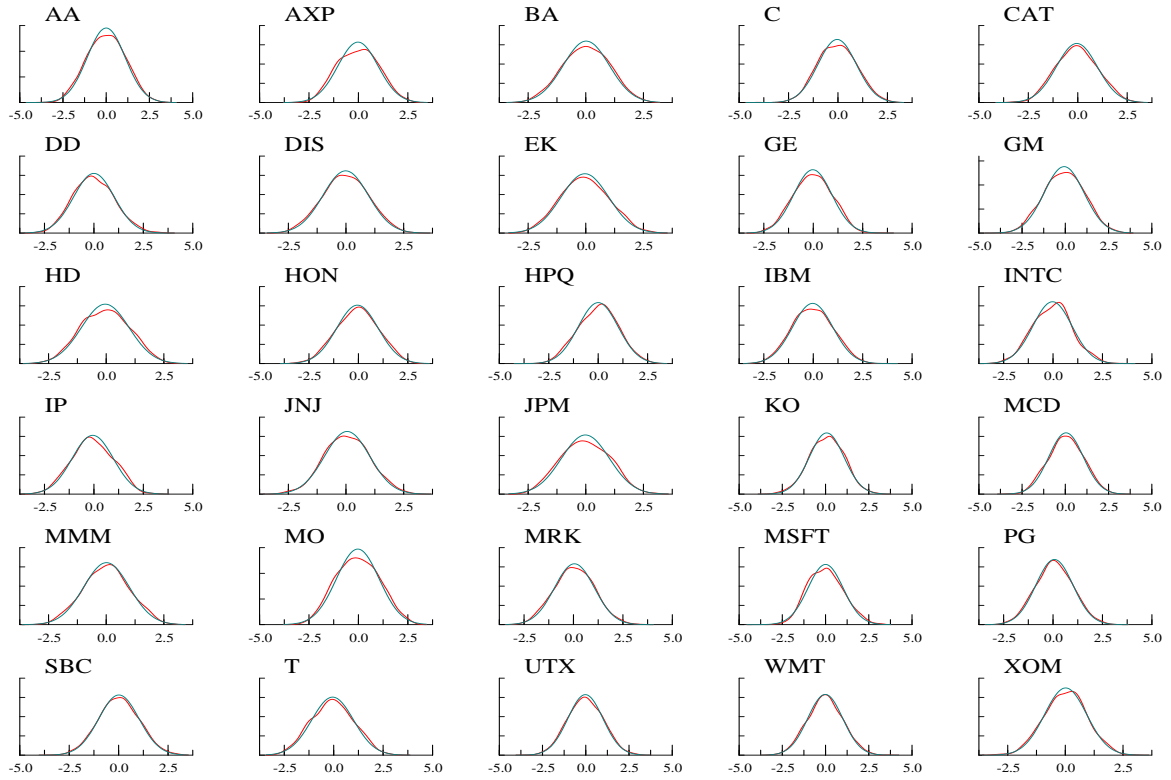 AA AXP BA C CAT
-5.0 -2.5 0.0 2.5 5.0 -5.0 -2.5 0.0 2.5 -2.5 0.0 2.5 -5.0 -2.5 0.0 2.5 -5.0 -2.5 0.0 2.5
DD DIS EK GE GM
-2.5 0.0 2.5 5.0 -2.5 0.0 2.5 -2.5 0.0 2.5 -2.5 0.0 2.5 5.0 -5.0 -2.5 0.0 2.5 5.0
HD HON HPQ IBM INTC
-2.5 0.0 2.5 -5.0 -2.5 0.0 2.5 -5.0 -2.5 0.0 2.5 -2.5 0.0 2.5 5.0 -2.5 0.0 2.5 5.0
IP JNJ JPM KO MCD
-2.5 0.0 2.5 5.0 -2.5 0.0 2.5 -2.5 0.0 2.5 -5.0 -2.5 0.0 2.5 5.0 -5.0 -2.5 0.0 2.5 5.0
MMM MO MRK MSFT PG
-2.5 0.0 2.5 -5.0 -2.5 0.0 2.5 -2.5 0.0 2.5 5.0 -5.0 -2.5 0.0 2.5 5.0 -2.5 0.0 2.5 5.0
SBC T UTX WMT XOM
-5.0 -2.5 0.0 2.5 -2.5 0.0 2.5 5.0 -5.0 -2.5 0.0 2.5 5.0 -5.0 -2.5 0.0 2.5 5.0 -2.5 0.0 2.5